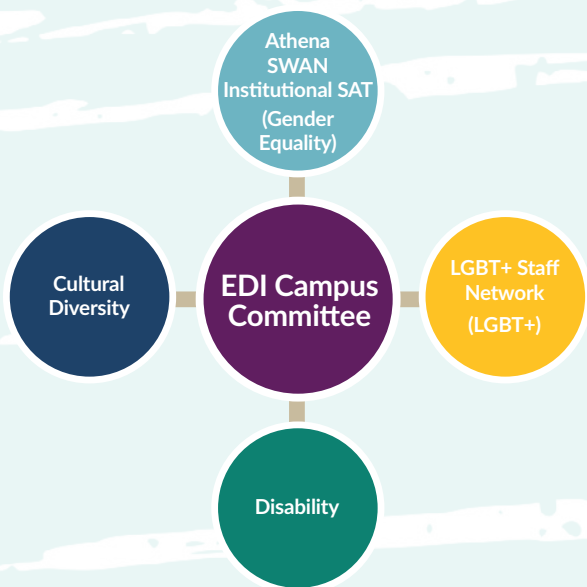 Athena
SWAN
Institutional SAT
(Gender
Equality)
Cultural
Diversity
EDI Campus
Committee
LGBT+ Staff
Network
(LGBT+)
Disability